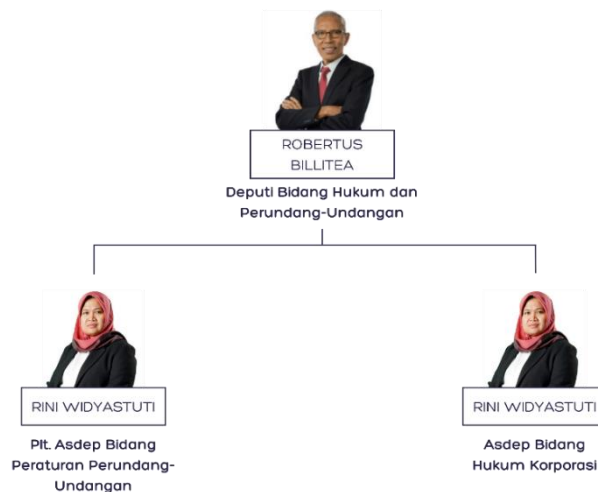 ROBERTUS
BILLITEA
Deputi Bidang Hukum dan
Perundang-Undangan
RINI WIDYASTUTI
Plt. Asdep Bidang
Peraturan Perundang-
Undangan
RINI WIDYASTUTI
Asdep Bidang
Hukum Korporasi